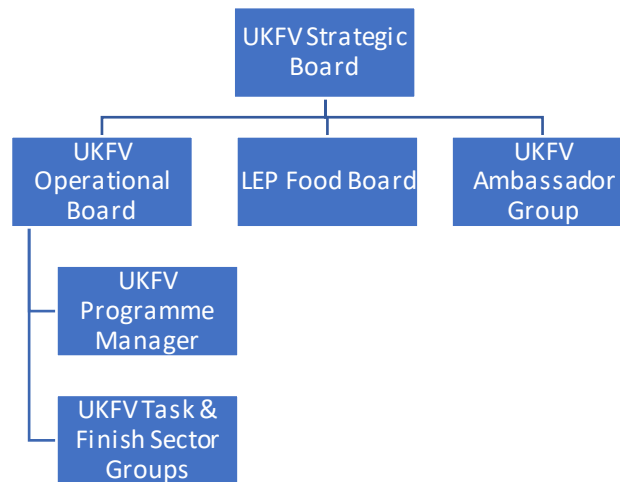 UKFV Strategic
Board
UKFV
Operational
Board
LEP Food Board
UKFV
Ambassador
Group
UKFV
Programme
Manager
UKFV Task &
Finish Sector
Groups